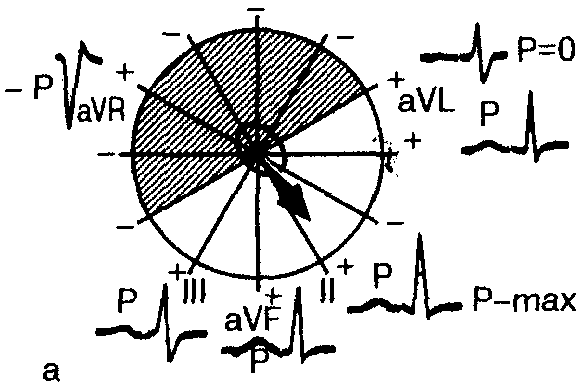 −
− −
+ + P=0
− P aVR aVL
P
− +
− −
+ III + II + P P−max
P aVF
P
a